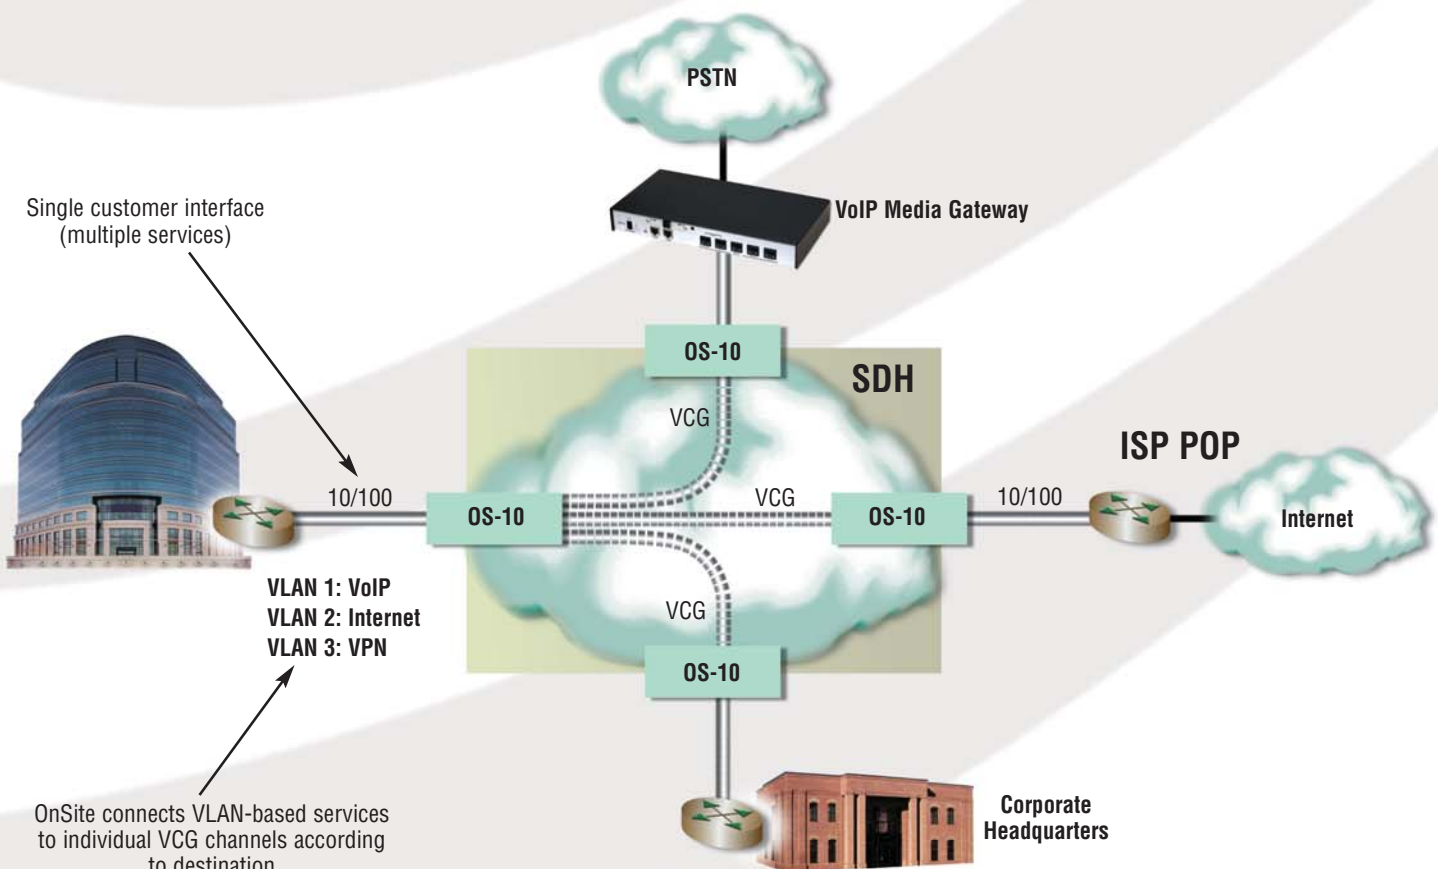 PSTN
Single customer interface
(multiple services)
VoIP Media Gateway
OS-10
SDH
VCG
ISP POP
10/100
OS-10
VCG
OS-10
10/100
Internet
VLAN 1: VoIP
VLAN 2: Internet
VLAN 3: VPN
VCG
OS-10
OnSite connects VLAN-based services
to individual VCG channels according
to destination
Corporate
Headquarters